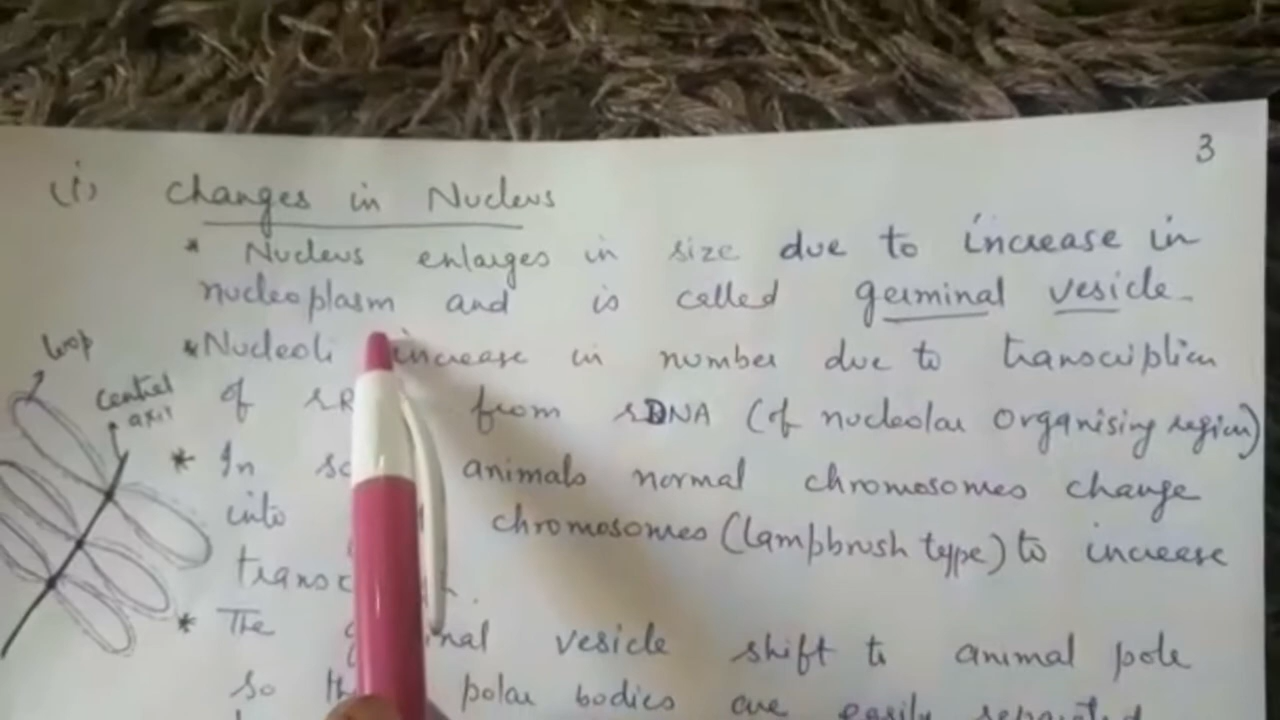 3
(i) Changes in Nucleus
* Nucleus enlarges in size due to increase in
nucleoplasm and is called germinal vesicle.
* Nucleoli increase in number due to transcription
of from rDNA (of nucleolar organising region)
* In animals normal chromosomes change
into chromosomes (lampbrush type) to increase
* The vesicle shift to animal pole
so polar bodies are easily separated
loop
central
axis